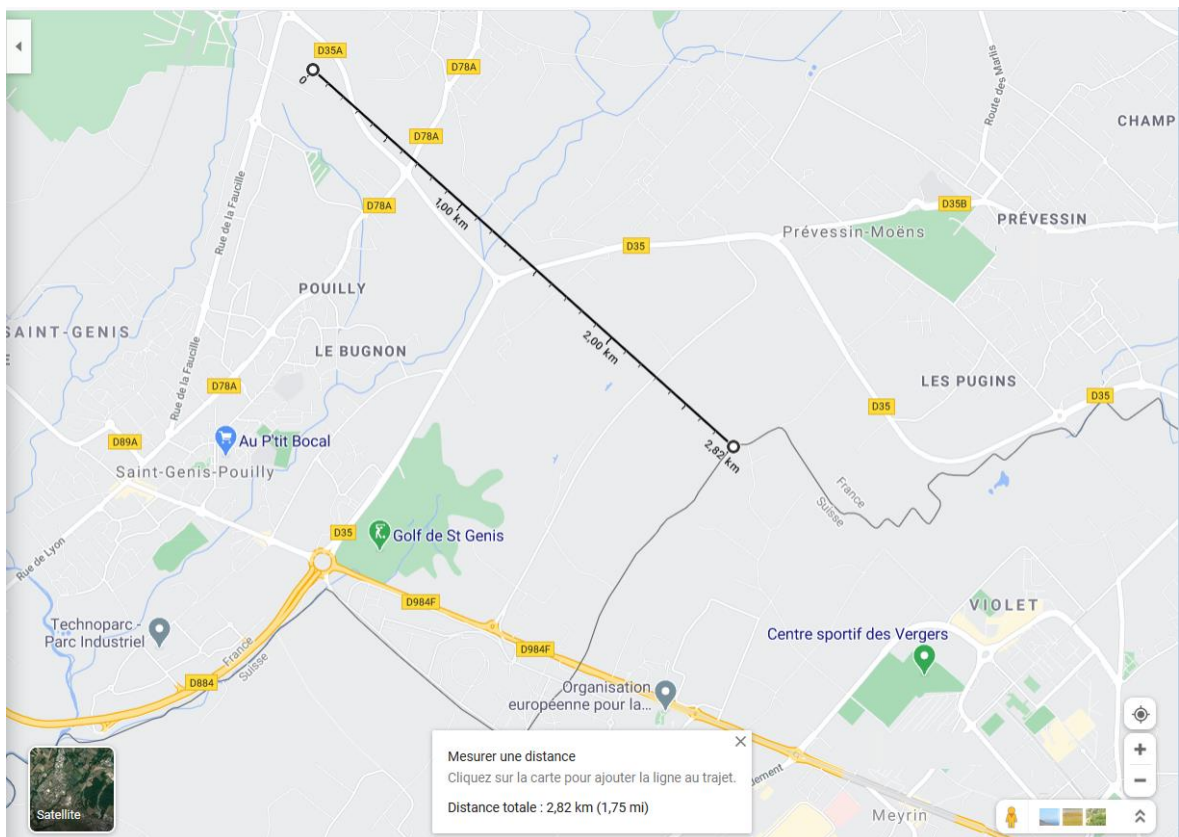 D35A
D78A
Route des Marlis
0
D78A
CHAMP
Rue de la Faucille
D78A
1,00 km
D35B
PRÉVESSIN
Prévessin-Moëns
D35
POUILLY
SAINT-GENIS
2,00 km
LE BUGNON
Rue de la Faucille
D78A
LES PUGINS
D35
D35
D89A
Au P'tit Bocal
2,82 km
Saint-Genis-Pouilly
France
Suisse
D35
Golf de St Genis
Rue de Lyon
D984F
VIOLET
Technoparc -
Parc Industriel
Centre sportif des Vergers
France
Suisse
D984F
D884
Organisation
européenne pour la...
Mesurer une distance
Cliquez sur la carte pour ajouter la ligne au trajet.
Distance totale : 2,82 km (1,75 mi)
Satellite
Meyrin